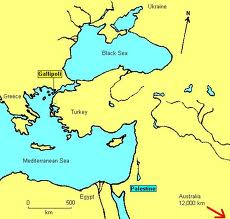 Ukraine
N
Black Sea
Gallipoli
Greece
Turkey
Mediterranean Sea
0 500
km
Egypt
Palestine
Australia
12,000 km